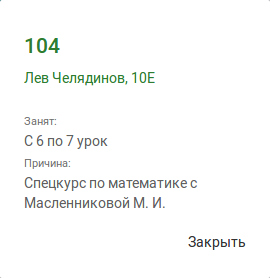 104
Лев Челядинов, 10Е
Занят:
С 6 по 7 урок
Причина:
Спецкурс по математике с
Масленниковой М. И.
Закрыть